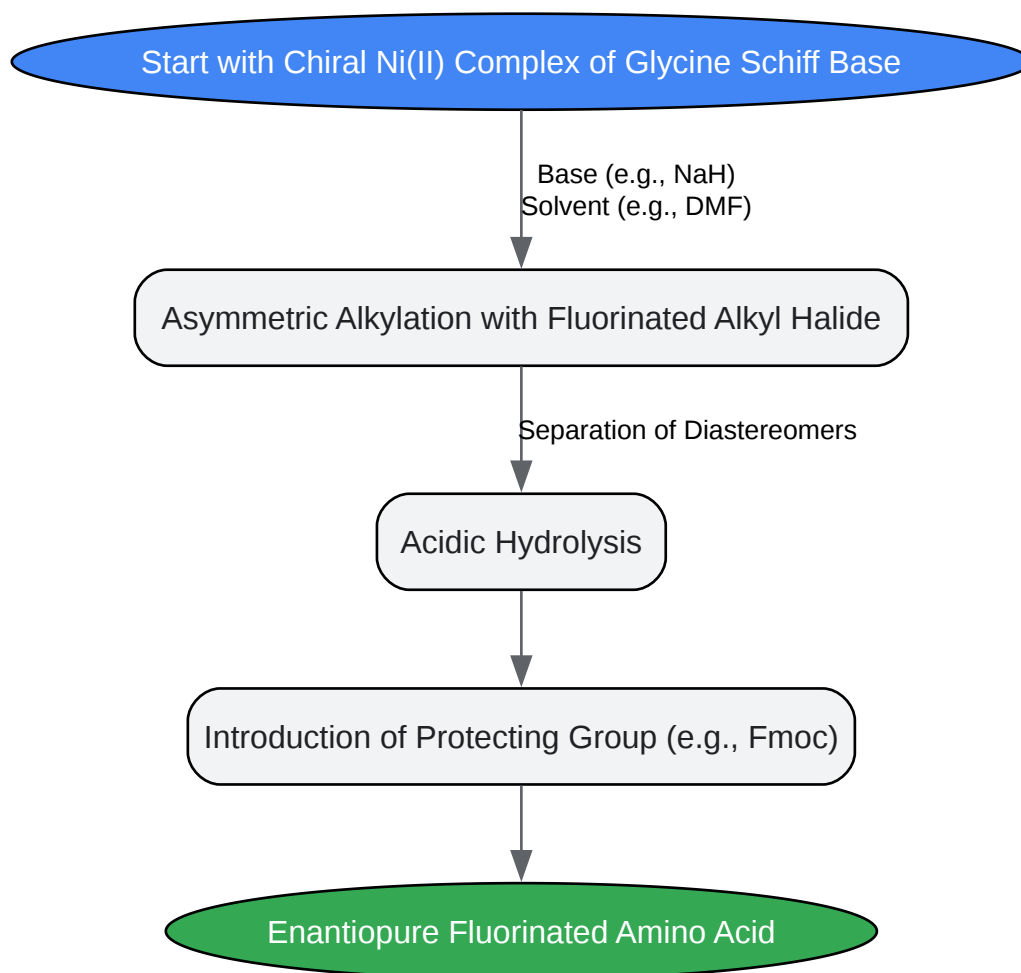 Start with Chiral Ni(II) Complex of Glycine Schiff Base
Base (e.g., NaH)
Solvent (e.g., DMF)
Asymmetric Alkylation with Fluorinated Alkyl Halide
Separation of Diastereomers
Acidic Hydrolysis
Introduction of Protecting Group (e.g., Fmoc)
Enantiopure Fluorinated Amino Acid